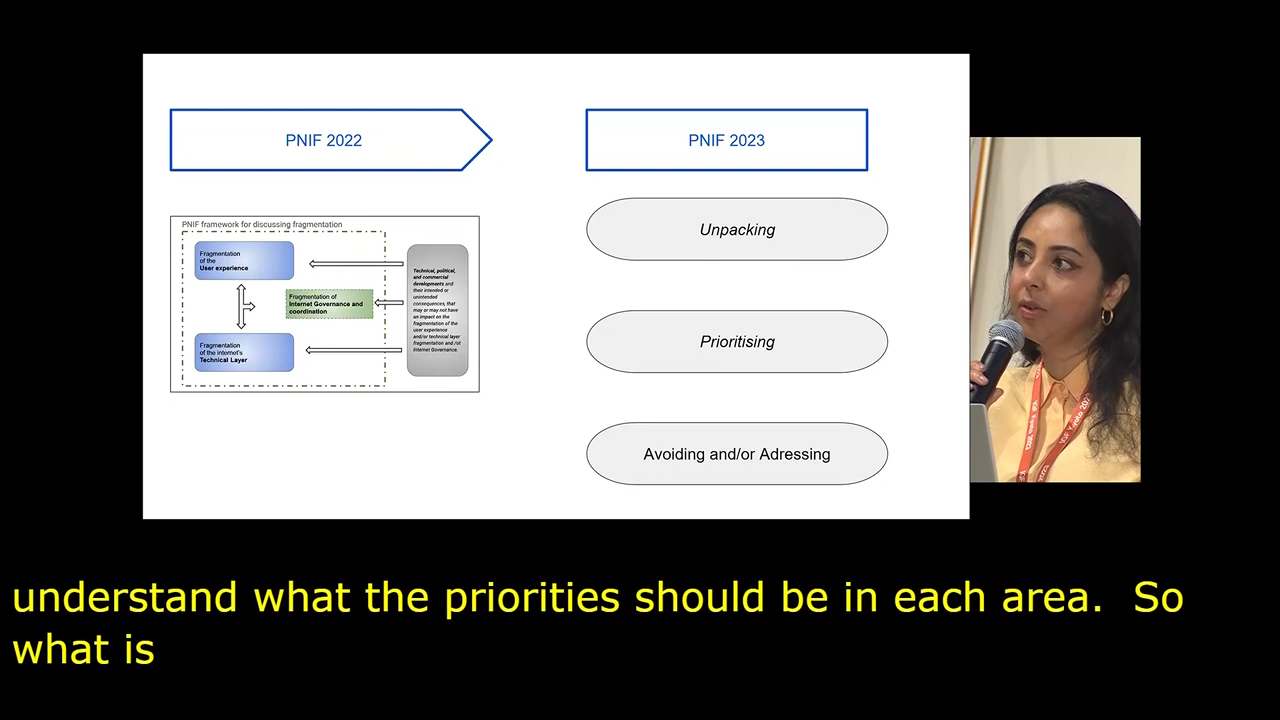 PNIF 2022
PNIF 2023
PNIF framework for discussing fragmentation
Fragmentation
of the
User experience
Fragmentation of
Internet Governance and
coordination
Fragmentation
of the internet's
Technical Layer
Technical, political,
and commercial
developments and
their intended or
unintended
consequences, that
may or may not have
an impact on the
fragmentation of the
user experience
and/or technical layer
fragmentation and /or
Internet Governance.
Unpacking
Prioritising
Avoiding and/or Adressing
understand what the priorities should be in each area.  So
what is